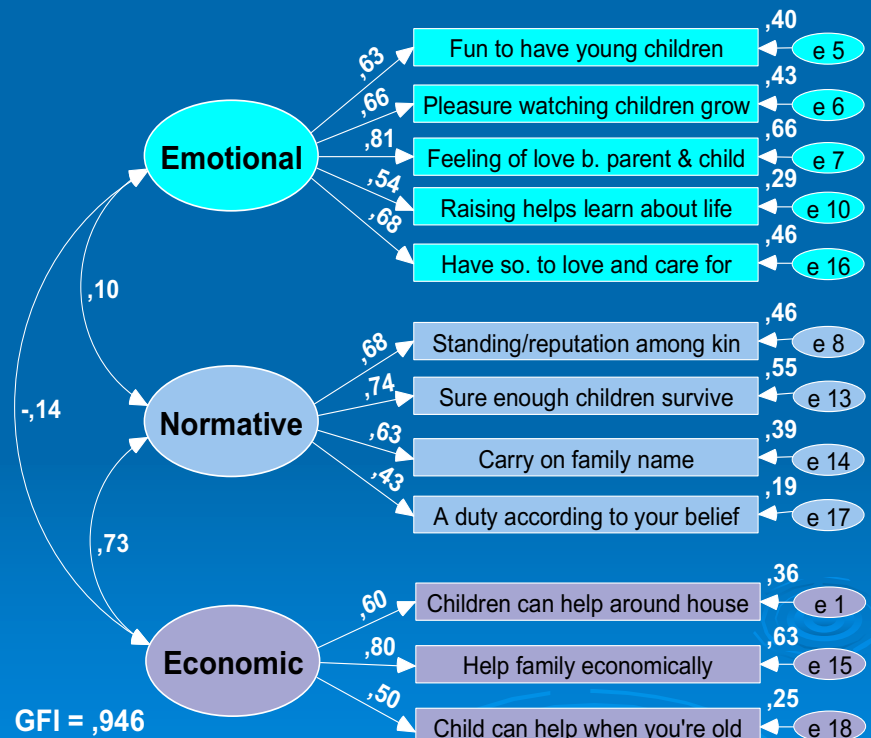 ,40
,63
Fun to have young children
e 5
,43
,66
Pleasure watching children grow
e 6
,66
Emotional
,81
Feeling of love b. parent & child
e 7
,29
,54
Raising helps learn about life
e 10
,46
,68
Have so. to love and care for
e 16
,10
,46
,68
Standing/reputation among kin
e 8
,55
-,14
Normative
,74
Sure enough children survive
e 13
,39
,63
Carry on family name
e 14
,19
,43
A duty according to your belief
e 17
,73
,36
,60
Children can help around house
e 1
,63
Economic
,80
Help family economically
e 15
,25
,50
Child can help when you're old
e 18
GFI = ,946